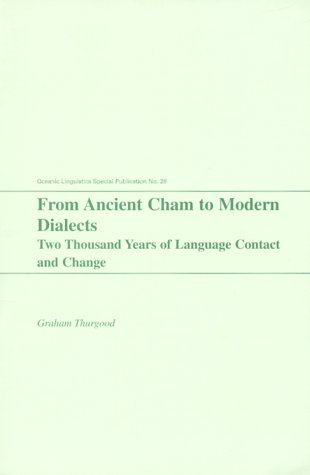 Oceanic Linguistics Special Publication No. 28
From Ancient Cham to Modern
Dialects
Two Thousand Years of Language Contact
and Change
Graham Thurgood